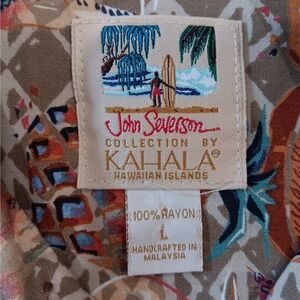 John Severson
COLLECTION BY
KAHALA®
HAWAIIAN ISLANDS
100% RAYON
L
HANDCRAFTED IN
MALAYSIA